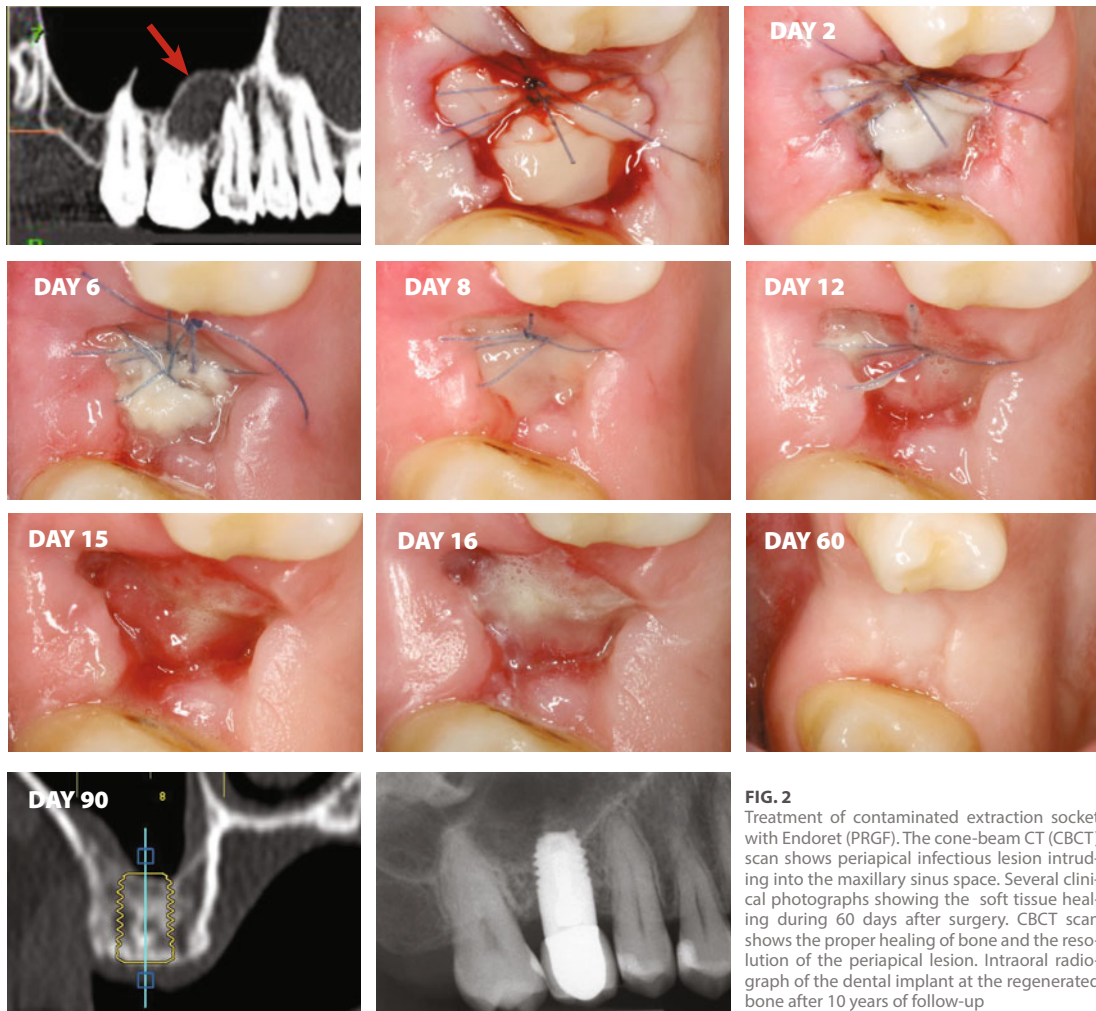 7
DAY 2
DAY 6
DAY 8
DAY 12
DAY 15
DAY 16
DAY 60
DAY 90
8
FIG. 2
Treatment of contaminated extraction socket
with Endoret (PRGF). The cone-beam CT (CBCT)
scan shows periapical infectious lesion intrud-
ing into the maxillary sinus space. Several clini-
cal photographs showing the soft tissue heal-
ing during 60 days after surgery. CBCT scan
shows the proper healing of bone and the reso-
lution of the periapical lesion. Intraoral radio-
graph of the dental implant at the regenerated
bone after 10 years of follow-up